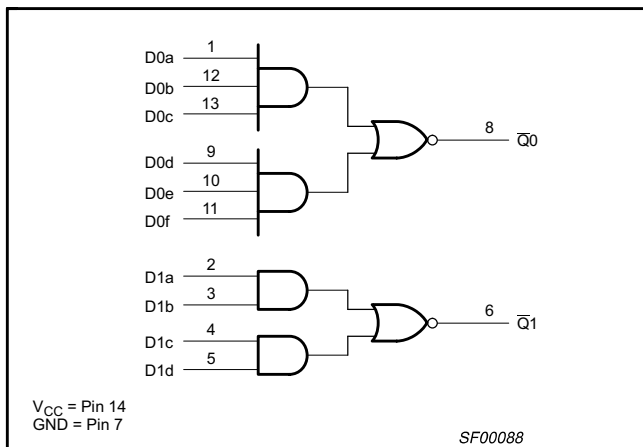 D0a 1
D0b 12
D0c 13
8 Q̅0
D0d 9
D0e 10
D0f 11
D1a 2
D1b 3
6 Q̅1
D1c 4
D1d 5
VCC = Pin 14
GND = Pin 7
SF00088